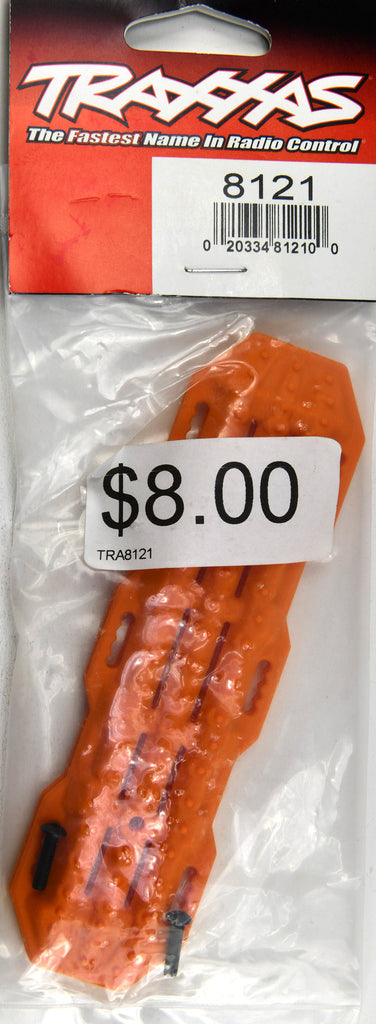 TRAXXAS
The Fastest Name In Radio Control
8121
0 20334 81210 0
$8.00
TRA8121